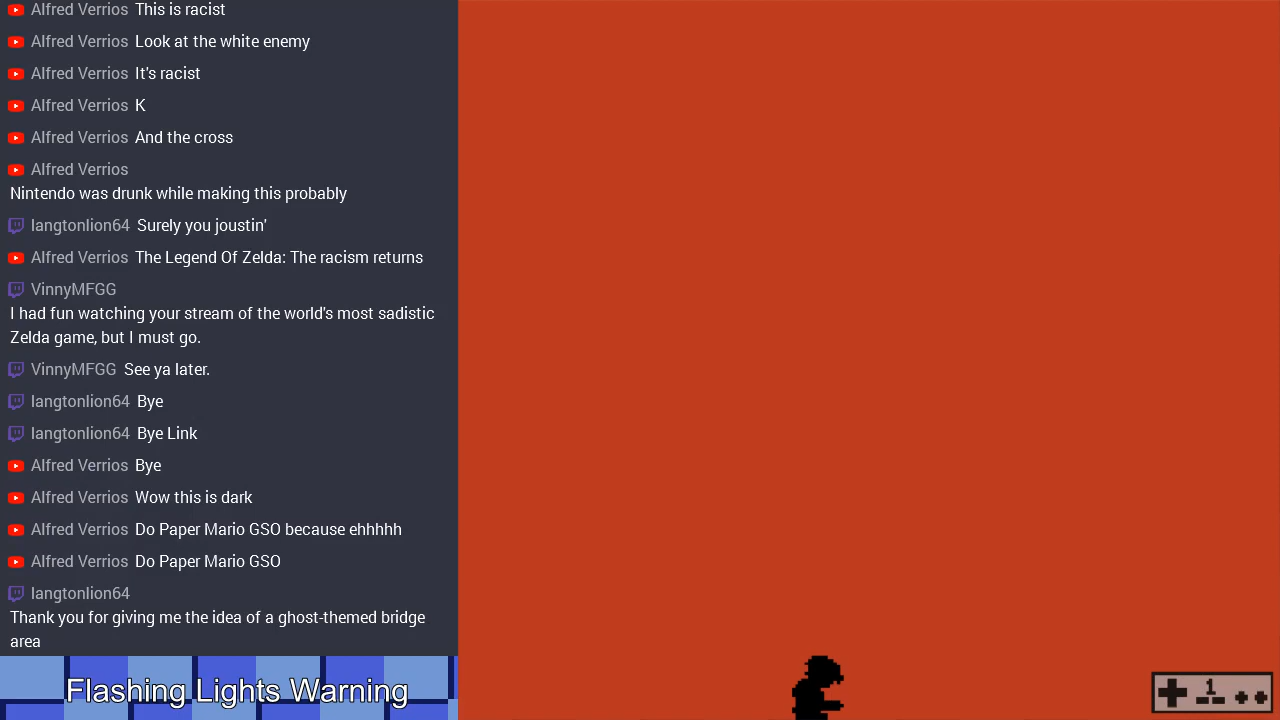 Alfred Verrios This is racist
Alfred Verrios Look at the white enemy
Alfred Verrios It's racist
Alfred Verrios K
Alfred Verrios And the cross
Alfred Verrios
Nintendo was drunk while making this probably
langtonlion64 Surely you joustin'
Alfred Verrios The Legend Of Zelda: The racism returns
VinnyMFGG
I had fun watching your stream of the world's most sadistic
Zelda game, but I must go.
VinnyMFGG See ya later.
langtonlion64 Bye
langtonlion64 Bye Link
Alfred Verrios Bye
Alfred Verrios Wow this is dark
Alfred Verrios Do Paper Mario GSO because ehhhhh
Alfred Verrios Do Paper Mario GSO
langtonlion64
Thank you for giving me the idea of a ghost-themed bridge
area
Flashing Lights Warning
1